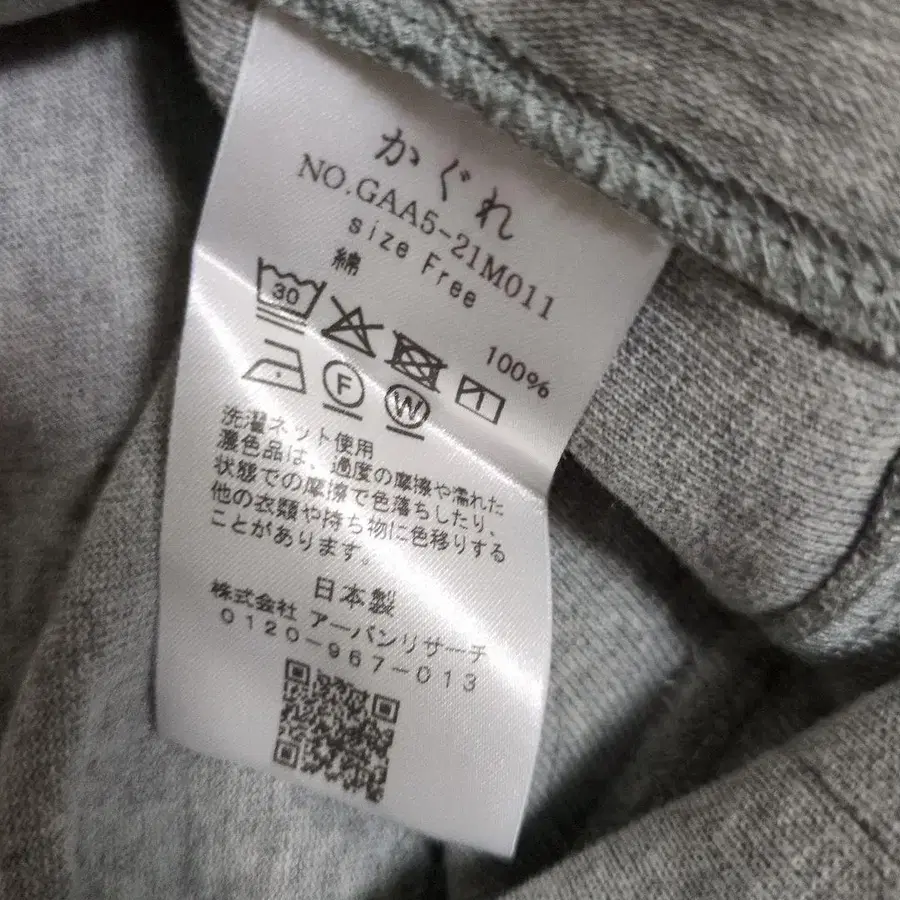 かぐれ
NO.GAA5-21M011
size Free
綿 100%
30
F W
洗濯ネット使用
濃色品は、過度の摩擦や濡れた
状態での摩擦で色落ちしたり、
他の衣類や持ち物に色移りする
ことがあります。
日本製
株式会社 アーバンリサーチ
0120-967-013